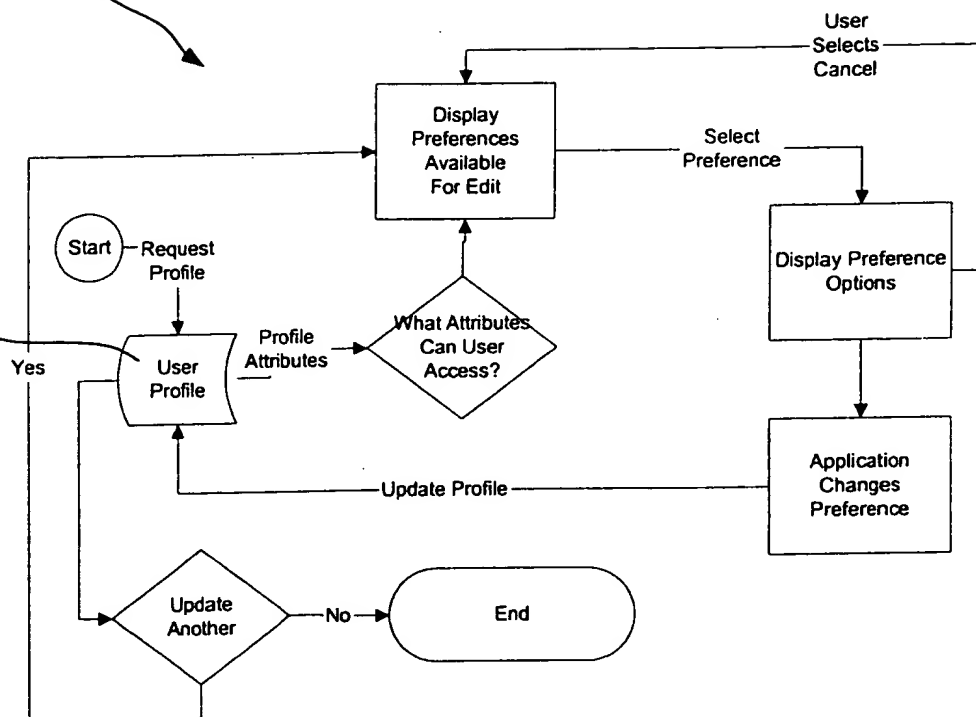 User
Selects
Cancel
Display
Preferences
Available
For Edit
Select
Preference
Start
Request
Profile
Display Preference
Options
What Attributes
Can User
Access?
Profile
Attributes
User
Profile
Yes
Application
Changes
Preference
Update Profile
Update
Another
No
End